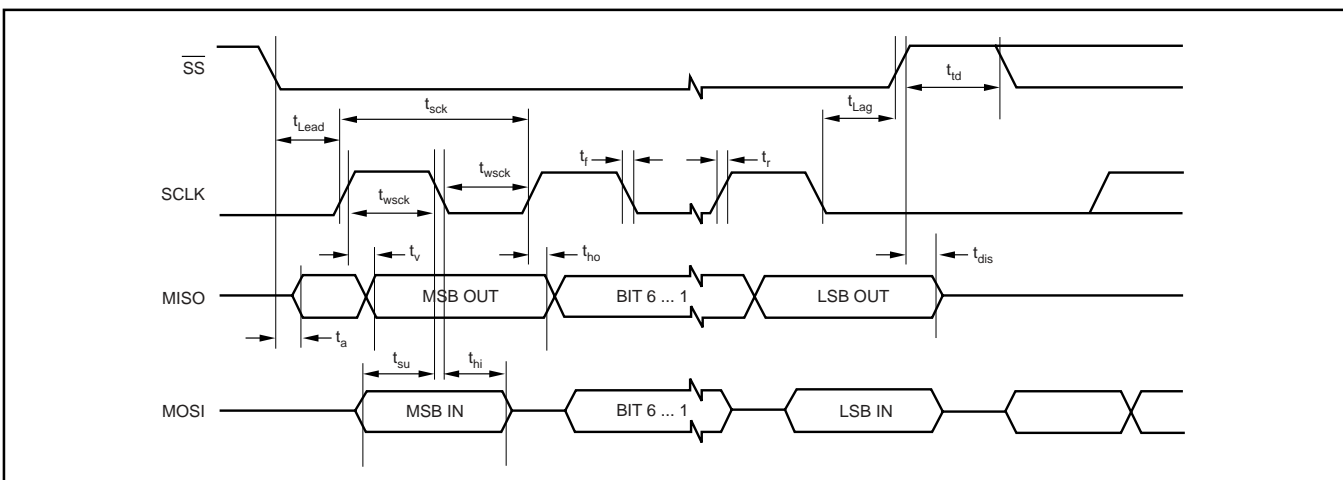 SS
t_td
t_sck
t_Lag
t_Lead
t_f
t_r
t_wsck
SCLK
t_wsck
t_v
t_ho
t_dis
MISO
MSB OUT
BIT 6 ... 1
LSB OUT
t_a
t_su
t_hi
MOSI
MSB IN
BIT 6 ... 1
LSB IN